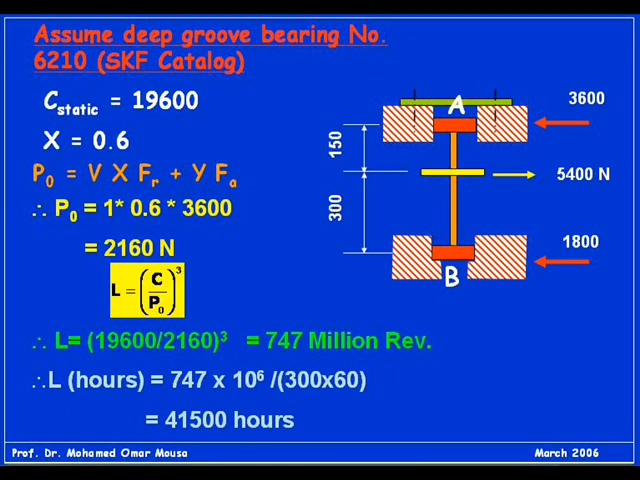 Assume deep groove bearing No.
6210 (SKF Catalog)
Cstatic = 19600
X = 0.6
P0 = V X Fr + Y Fa
∴ P0 = 1* 0.6 * 3600
= 2160 N
L = (C/P0)³
∴ L= (19600/2160)³ = 747 Million Rev.
∴L (hours) = 747 x 10⁶ /(300x60)
= 41500 hours
A
3600
150
5400 N
300
1800
B
Prof. Dr. Mohamed Omar Mousa
March 2006